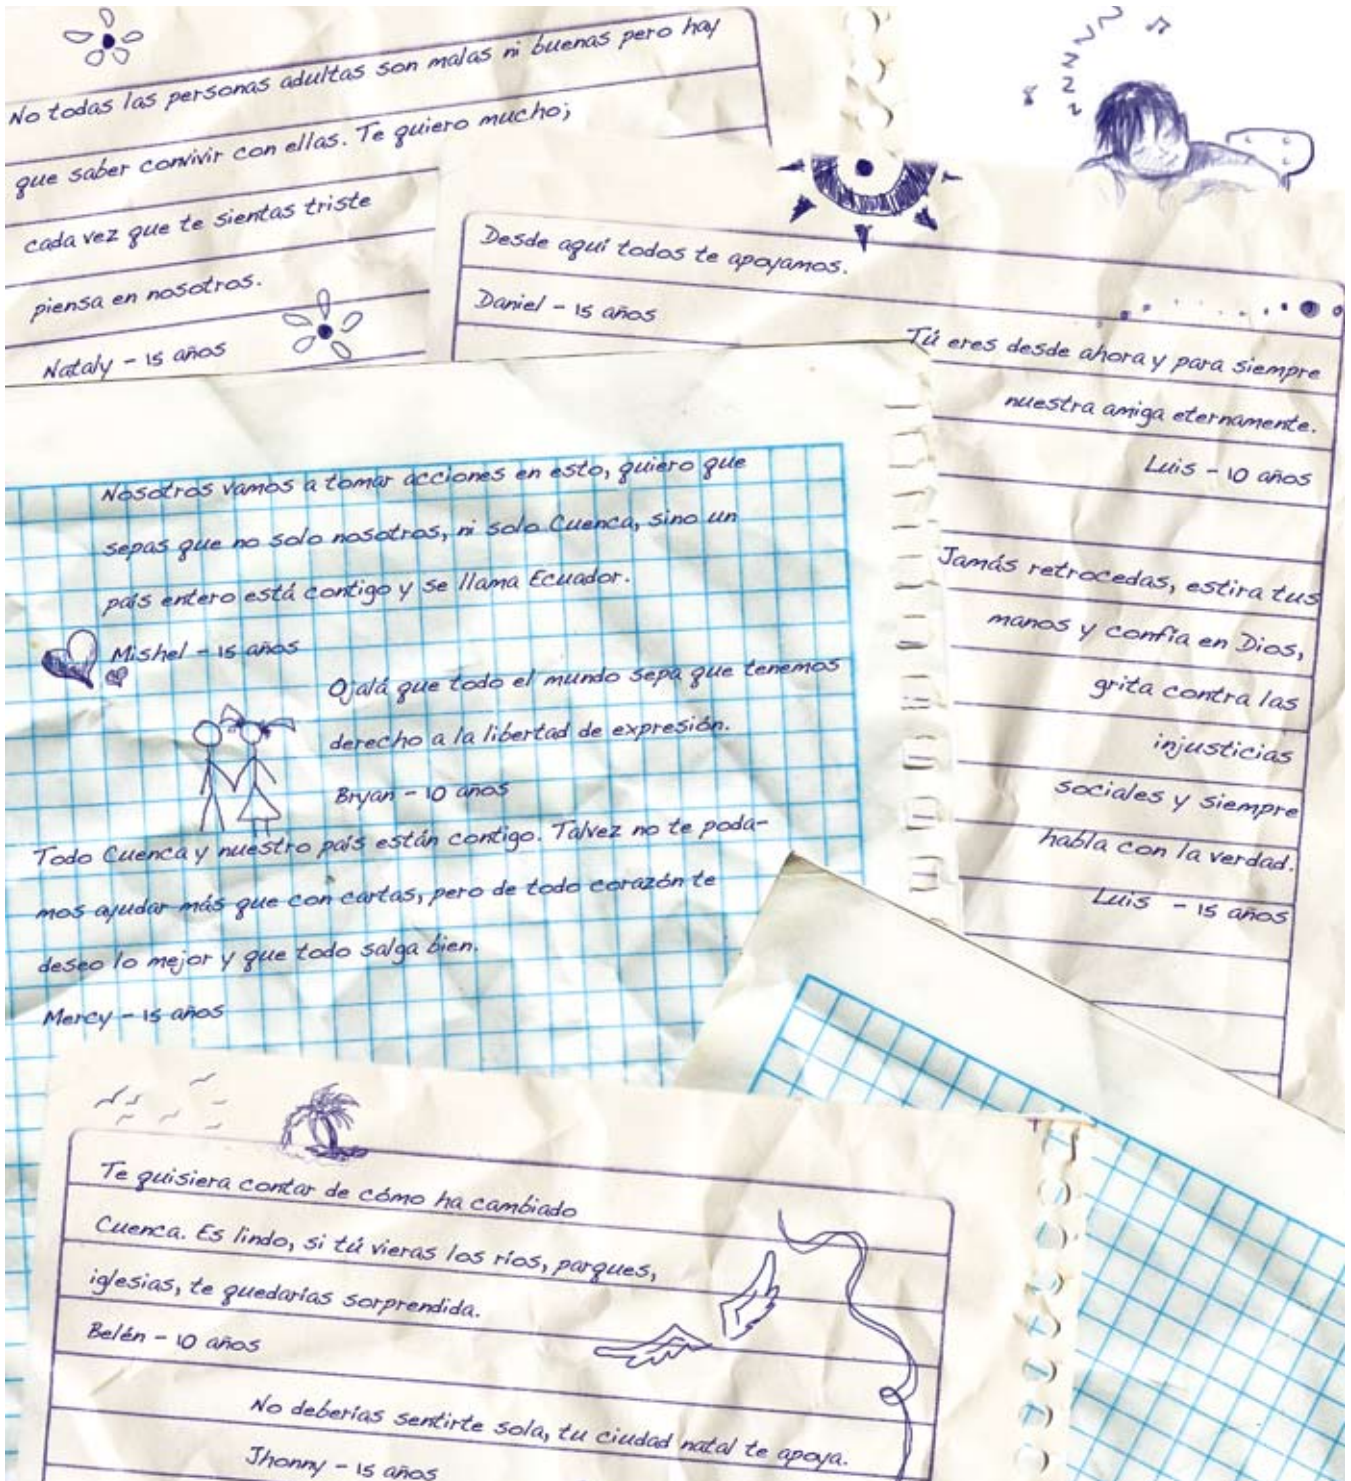 No todas las personas adultas son malas ni buenas pero hay
que saber convivir con ellas. Te quiero mucho;
cada vez que te sientas triste
piensa en nosotros.
Nataly - 15 años
Desde aquí todos te apoyamos.
Daniel - 15 años
Tú eres desde ahora y para siempre
nuestra amiga eternamente.
Luis - 10 años
Jamás retrocedas, estira tus
manos y confía en Dios,
grita contra las
injusticias
sociales y siempre
habla con la verdad.
Luis - 15 años
Nosotros vamos a tomar acciones en esto, quiero que
sepas que no solo nosotros, ni solo Cuenca, sino un
país entero está contigo y se llama Ecuador.
Mishel - 15 años
Ojalá que todo el mundo sepa que tenemos
derecho a la libertad de expresión.
Bryan - 10 años
Todo Cuenca y nuestro país están contigo. Talvez no te poda-
mos ayudar más que con cartas, pero de todo corazón te
deseo lo mejor y que todo salga bien.
Mercy - 15 años
Te quisiera contar de cómo ha cambiado
Cuenca. Es lindo, si tú vieras los ríos, parques,
iglesias, te quedarías sorprendida.
Belén - 10 años
No deberías sentirte sola, tu ciudad natal te apoya.
Jhonny - 15 años
z z z z z